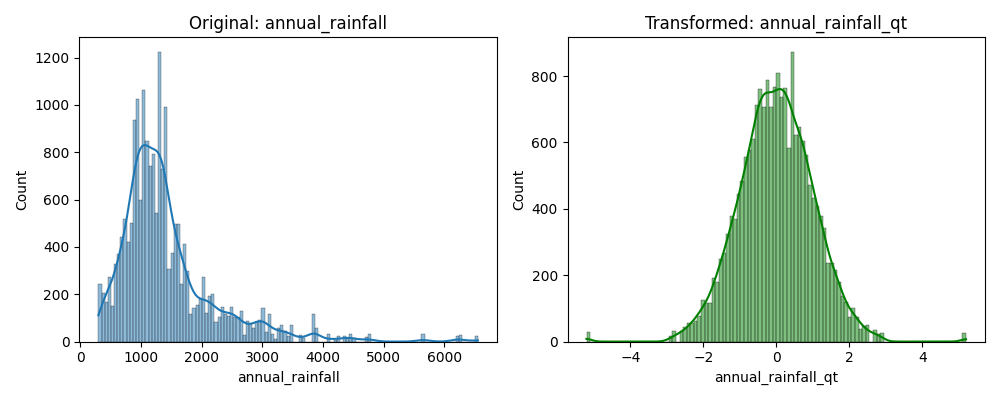 Original: annual_rainfall
Count
1200
1000
800
600
400
200
0
0 1000 2000 3000 4000 5000 6000
annual_rainfall
Transformed: annual_rainfall_qt
Count
800
600
400
200
0
−4 −2 0 2 4
annual_rainfall_qt